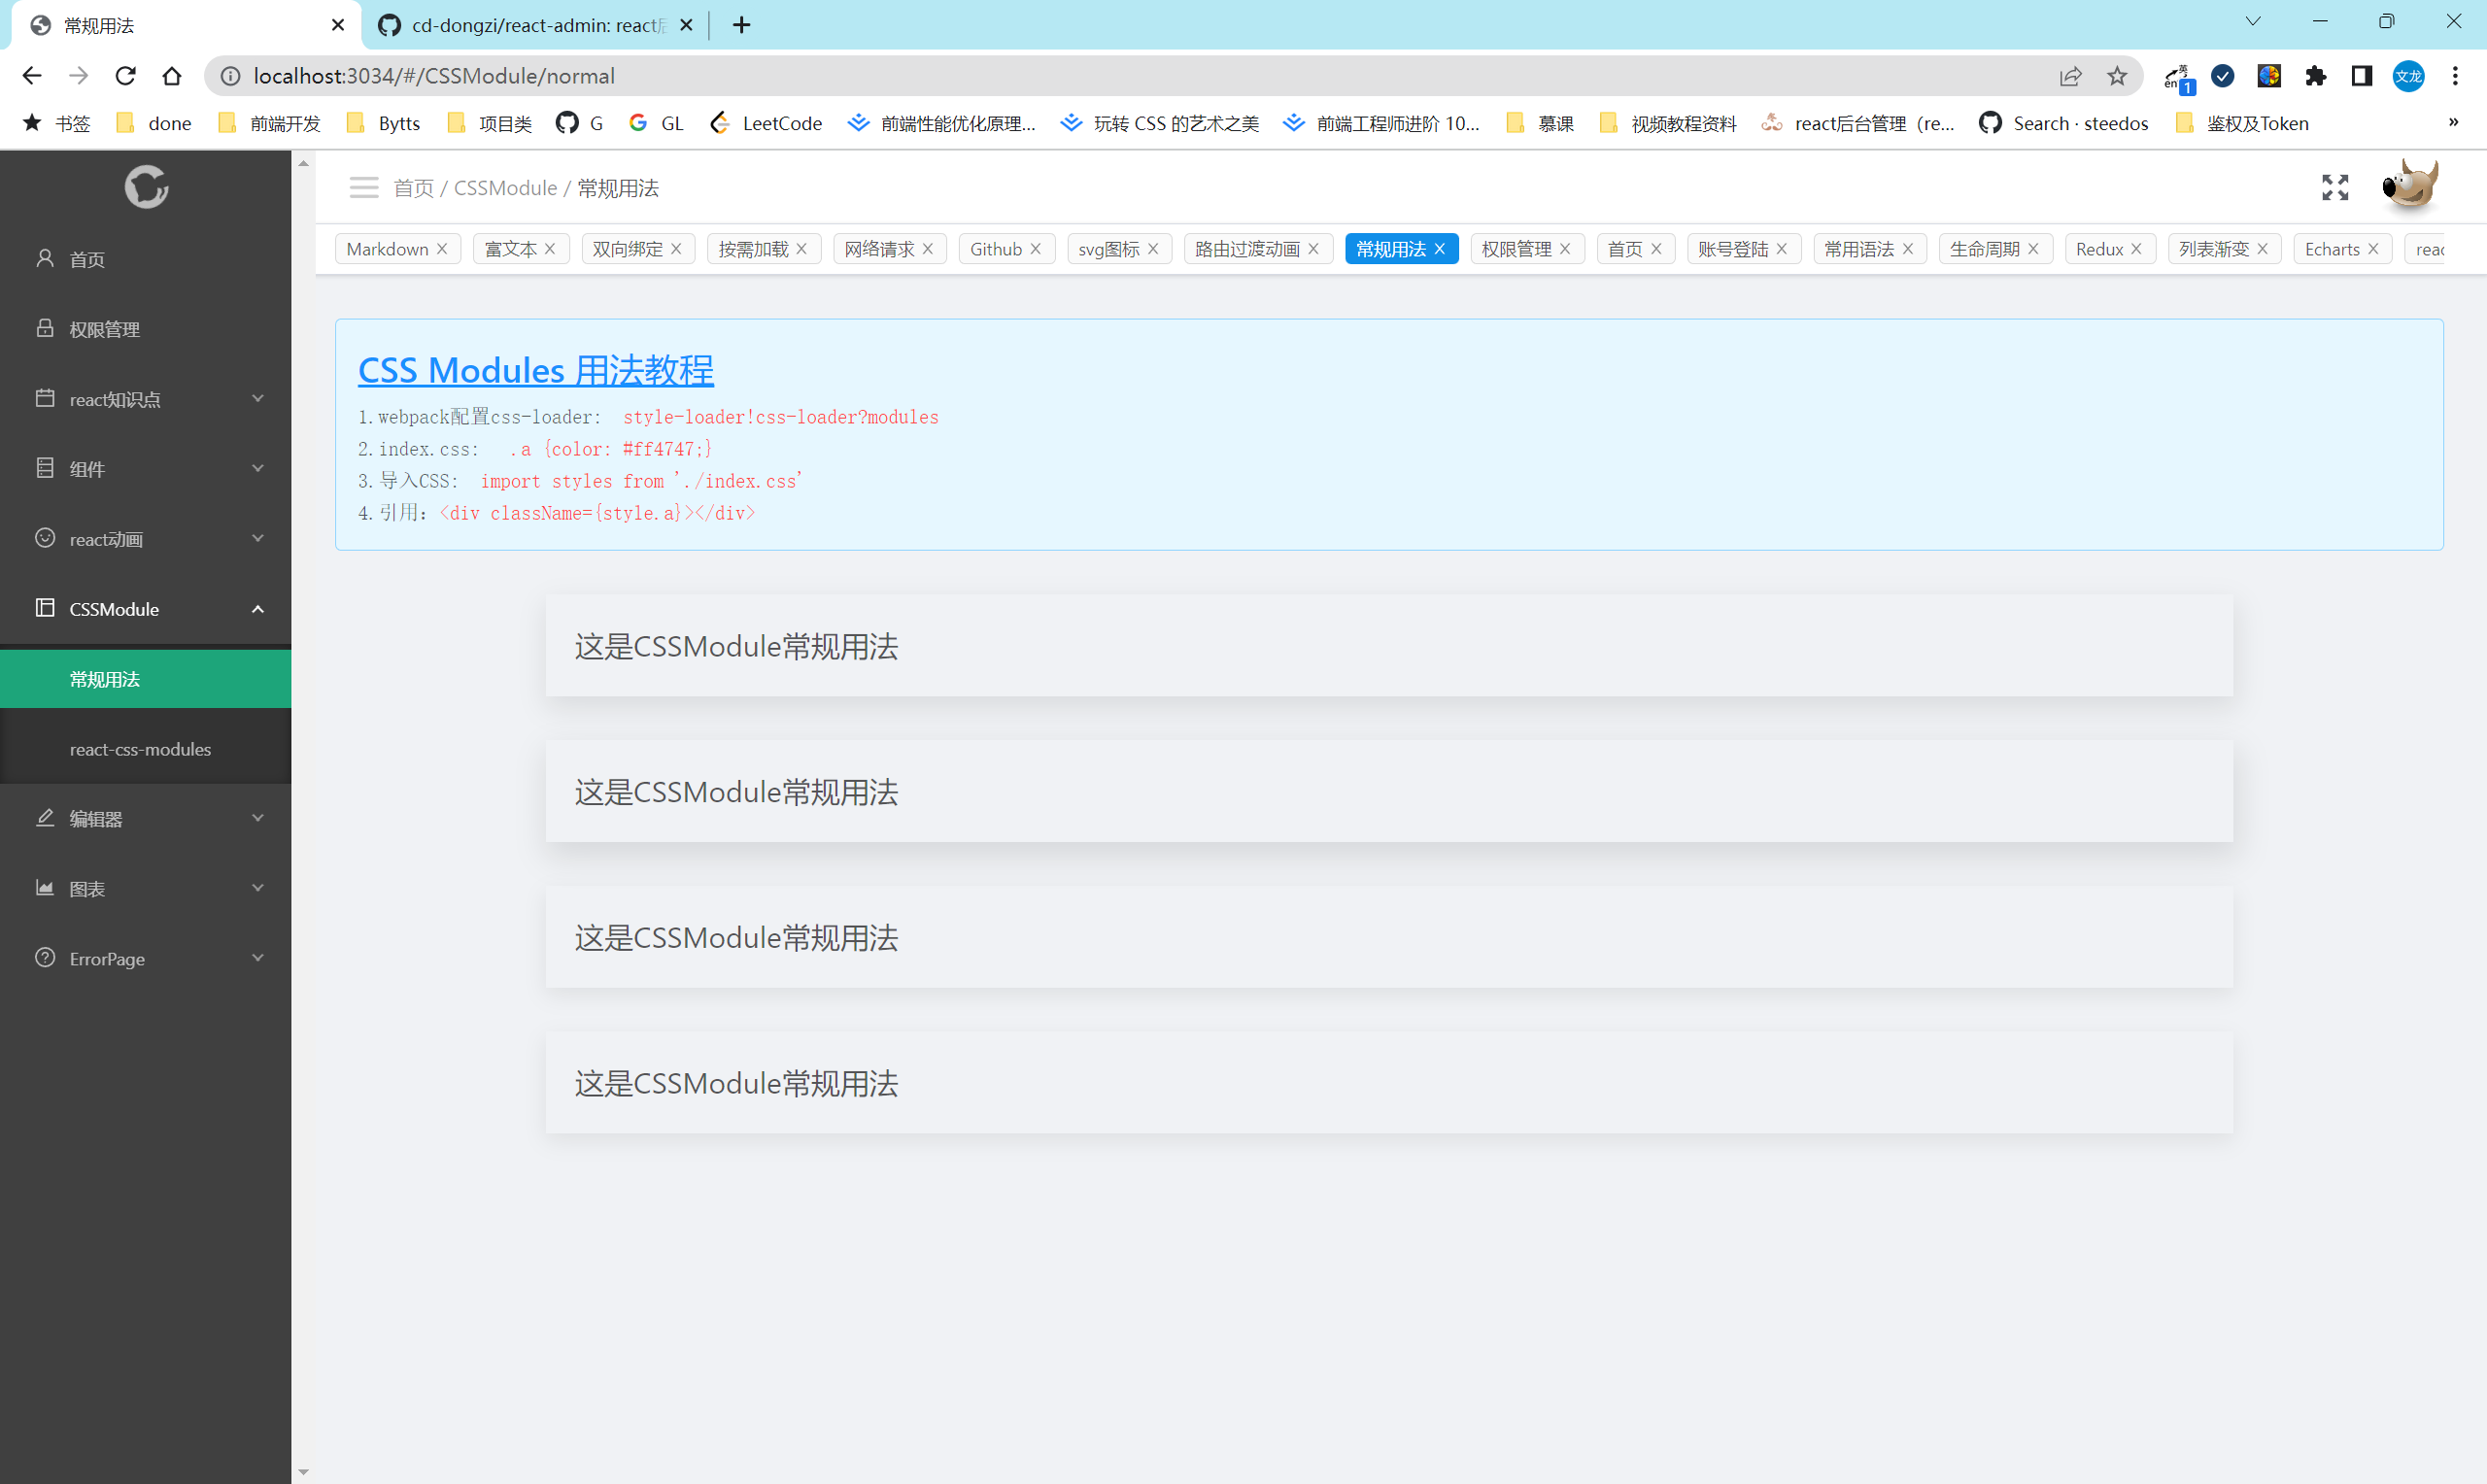 常规用法
cd-dongzi/react-admin: react后
localhost:3034/#/CSSModule/normal
英
en
1
文龙
书签
done
前端开发
Bytts
项目类
G
GL
LeetCode
前端性能优化原理...
玩转 CSS 的艺术之美
前端工程师进阶 10...
慕课
视频教程资料
react后台管理（re...
Search · steedos
鉴权及Token
»
首页 / CSSModule / 常规用法
Markdown
富文本
双向绑定
按需加载
网络请求
Github
svg图标
路由过渡动画
常规用法
权限管理
首页
账号登陆
常用语法
生命周期
Redux
列表渐变
Echarts
reac
首页
权限管理
react知识点
组件
react动画
CSSModule
常规用法
react-css-modules
编辑器
图表
ErrorPage
CSS Modules 用法教程
1.webpack配置css-loader: style-loader!css-loader?modules
2.index.css: .a {color: #ff4747;}
3.导入CSS: import styles from './index.css'
4.引用：<div className={style.a}></div>
这是CSSModule常规用法
这是CSSModule常规用法
这是CSSModule常规用法
这是CSSModule常规用法